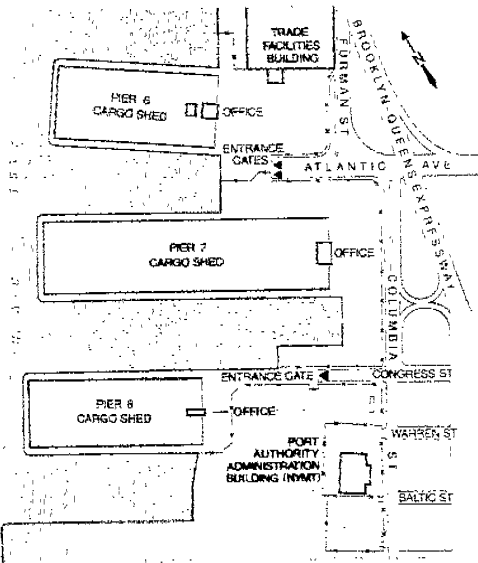 TRADE
FACILITIES
BUILDING
FURMAN ST
BROOKLYN-QUEENS EXPRESSWAY
N
PIER 6
CARGO SHED
OFFICE
ENTRANCE
GATES
ATLANTIC AVE
PIER 7
CARGO SHED
OFFICE
COLUMBIA ST
ENTRANCE GATE
CONGRESS ST
PIER 8
CARGO SHED
OFFICE
WARREN ST
PORT
AUTHORITY
ADMINISTRATION
BUILDING (NYMT)
BALTIC ST